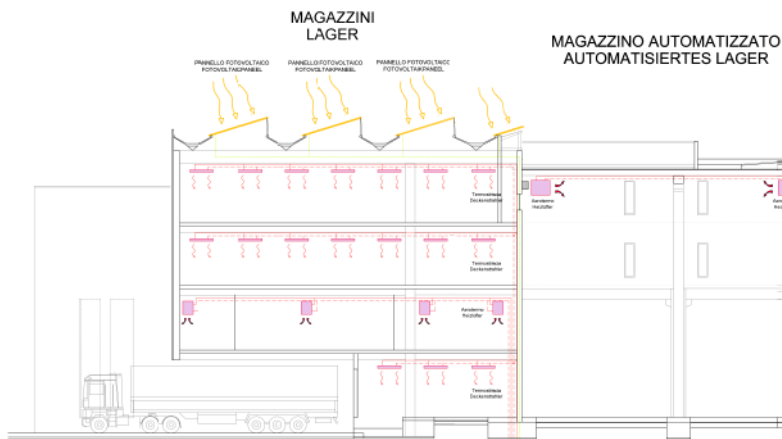 MAGAZZINI
LAGER
MAGAZZINO AUTOMATIZZATO
AUTOMATISIERTES LAGER
PANNELLO FOTOVOLTAICO
FOTOVOLTAIKPANEEL
PANNELLO FOTOVOLTAICO
FOTOVOLTAIKPANEEL
PANNELLO FOTOVOLTAICO
FOTOVOLTAIKPANEEL
Termostriscia
Deckenstrahler
Aerotermo
Heizlüfter
Termostriscia
Deckenstrahler
Aerotermo
Heizlüfter
Termostriscia
Deckenstrahler